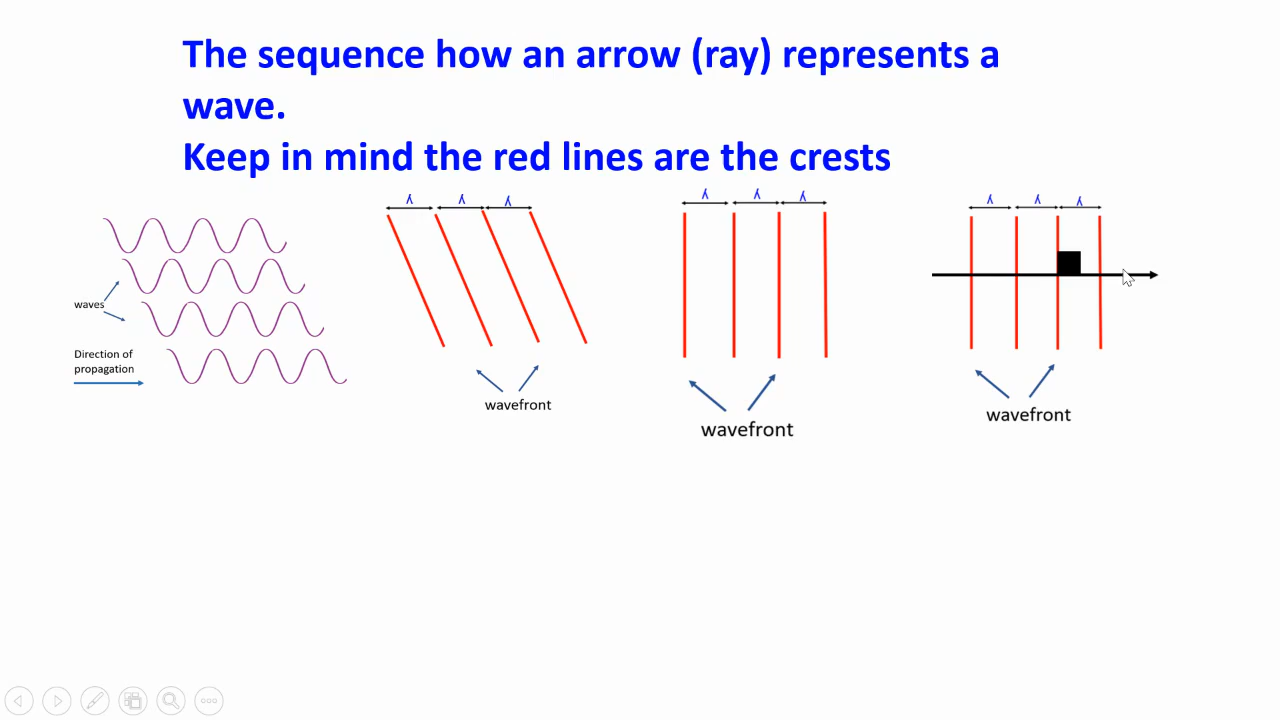 The sequence how an arrow (ray) represents a
wave.
Keep in mind the red lines are the crests
waves
Direction of
propagation
λ λ λ
wavefront
λ λ λ
wavefront
λ λ λ
wavefront